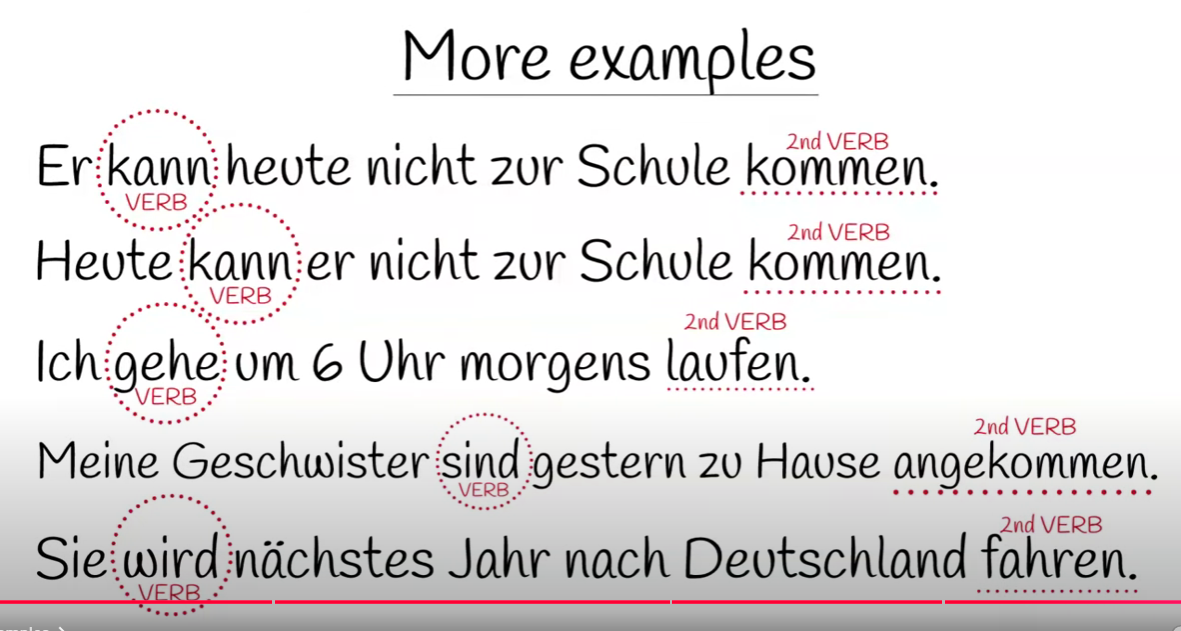 More examples
2nd VERB
Er kann heute nicht zur Schule kommen.
VERB
2nd VERB
Heute kann er nicht zur Schule kommen.
VERB
2nd VERB
Ich gehe um 6 Uhr morgens laufen.
VERB
2nd VERB
Meine Geschwister sind gestern zu Hause angekommen.
VERB
2nd VERB
Sie wird nächstes Jahr nach Deutschland fahren.
VERB